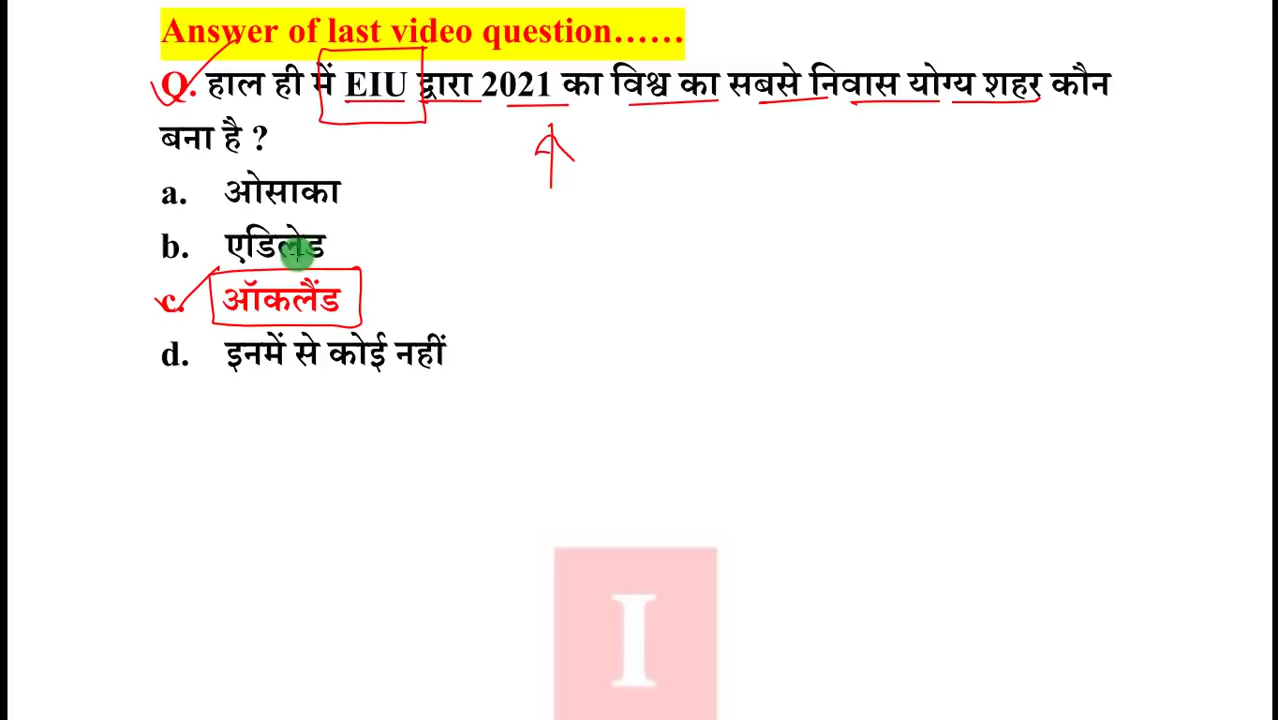 Answer of last video question......
Q. हाल ही में EIU द्वारा 2021 का विश्व का सबसे निवास योग्य शहर कौन
बना है ?
a. ओसाका
b. एडिलेड
c. ऑकलैंड
d. इनमें से कोई नहीं
I